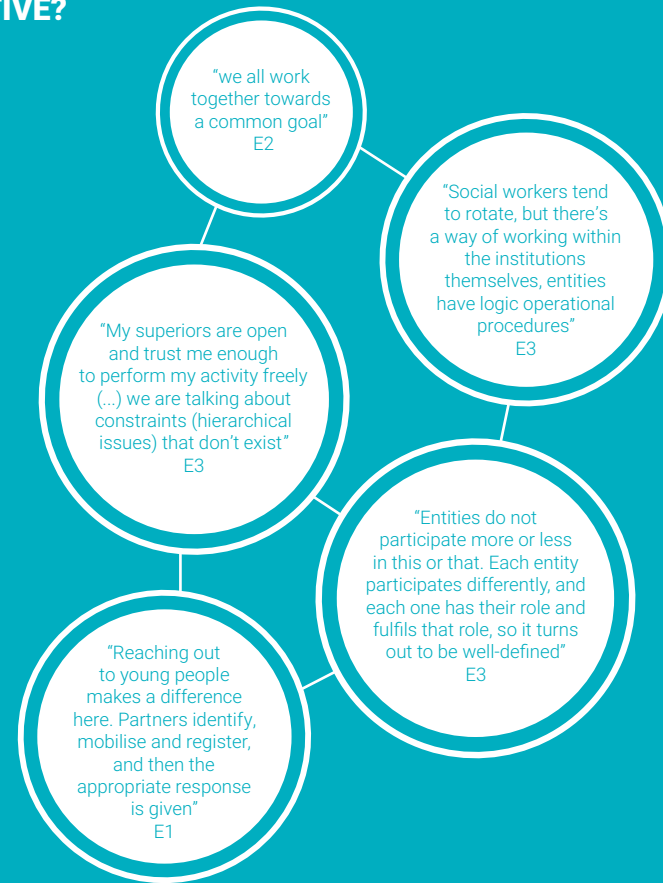 TIVE?
“we all work
together towards
a common goal”
E2
“Social workers tend
to rotate, but there’s
a way of working within
the institutions
themselves, entities
have logic operational
procedures”
E3
“My superiors are open
and trust me enough
to perform my activity freely
(...) we are talking about
constraints (hierarchical
issues) that don’t exist”
E3
“Entities do not
participate more or less
in this or that. Each entity
participates differently, and
each one has their role and
fulfils that role, so it turns
out to be well-defined”
E3
“Reaching out
to young people
makes a difference
here. Partners identify,
mobilise and register,
and then the
appropriate response
is given”
E1